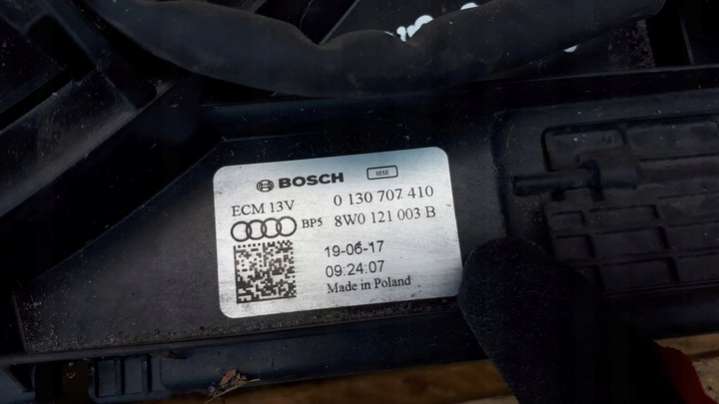 BOSCH
ECM 13V 0 130 707 410
BP5 8W0 121 003 B
19-06-17
09:24:07
Made in Poland